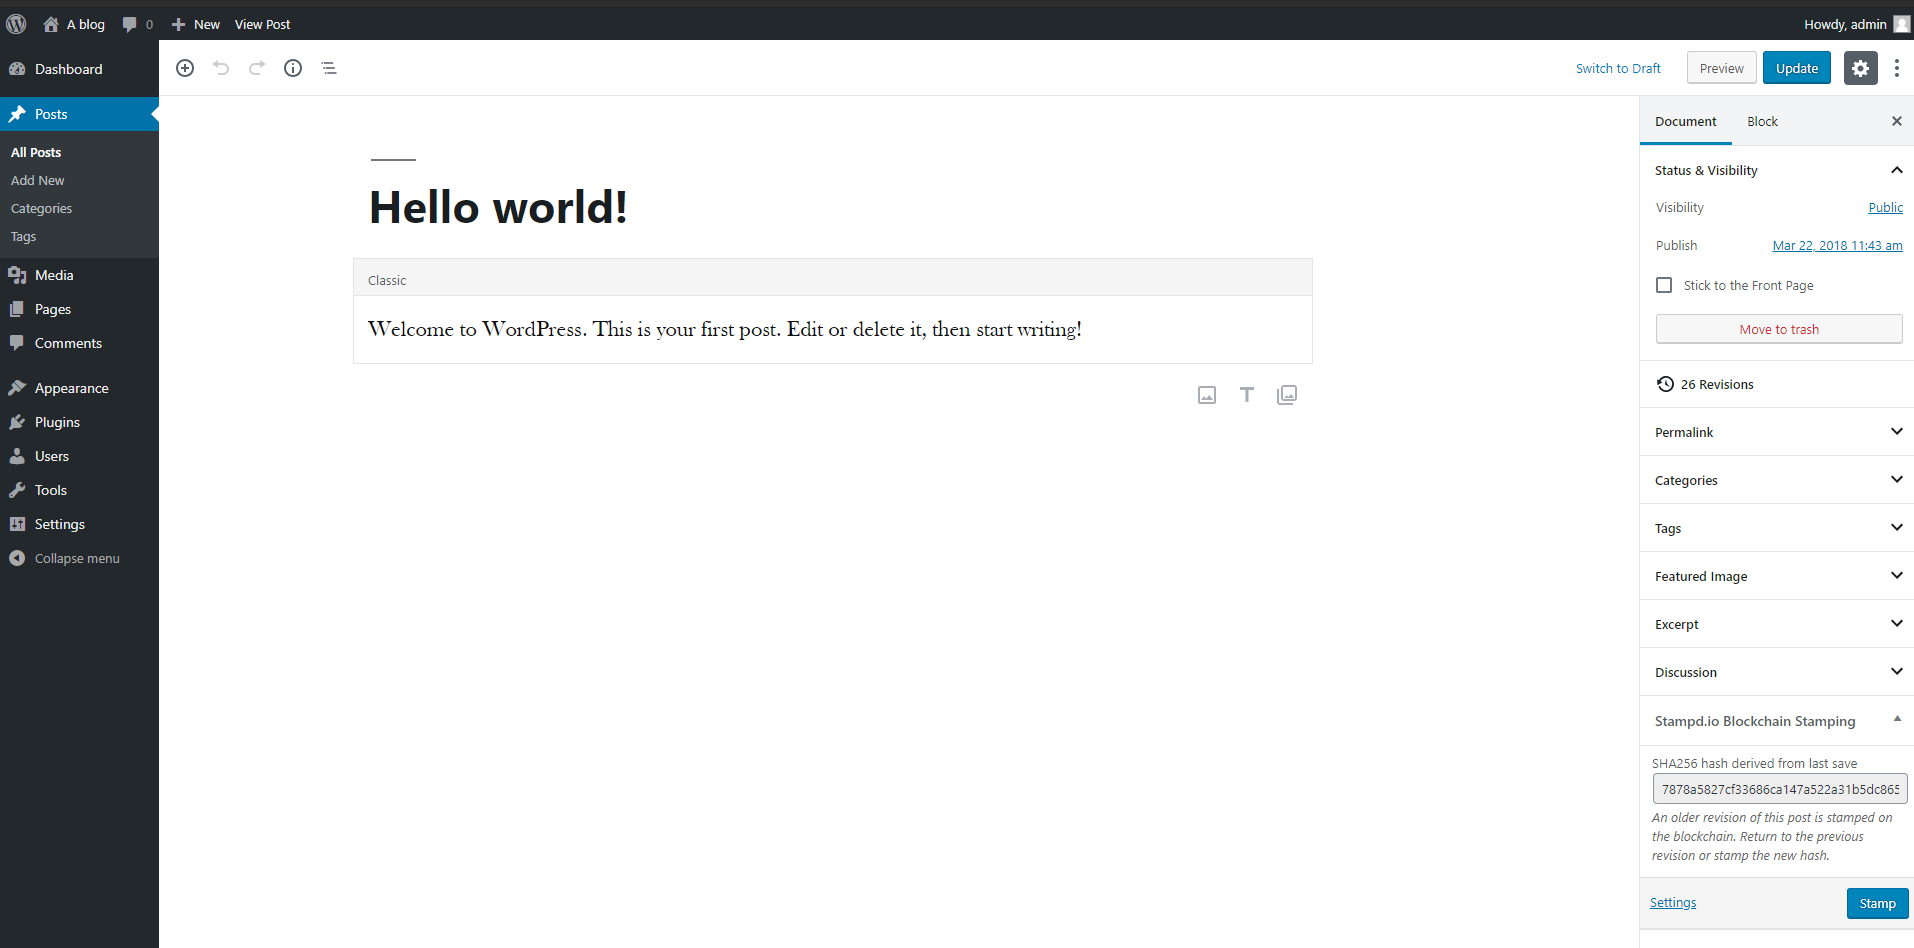 A blog 0 New View Post Howdy, admin
Dashboard
Posts
All Posts
Add New
Categories
Tags
Media
Pages
Comments
Appearance
Plugins
Users
Tools
Settings
Collapse menu
Switch to Draft Preview Update
Hello world!
Classic
Welcome to WordPress. This is your first post. Edit or delete it, then start writing!
Document Block
Status & Visibility
Visibility Public
Publish Mar 22, 2018 11:43 am
Stick to the Front Page
Move to trash
26 Revisions
Permalink
Categories
Tags
Featured Image
Excerpt
Discussion
Stampd.io Blockchain Stamping
SHA256 hash derived from last save
7878a5827cf33686ca147a522a31b5dc865
An older revision of this post is stamped on
the blockchain. Return to the previous
revision or stamp the new hash.
Settings Stamp